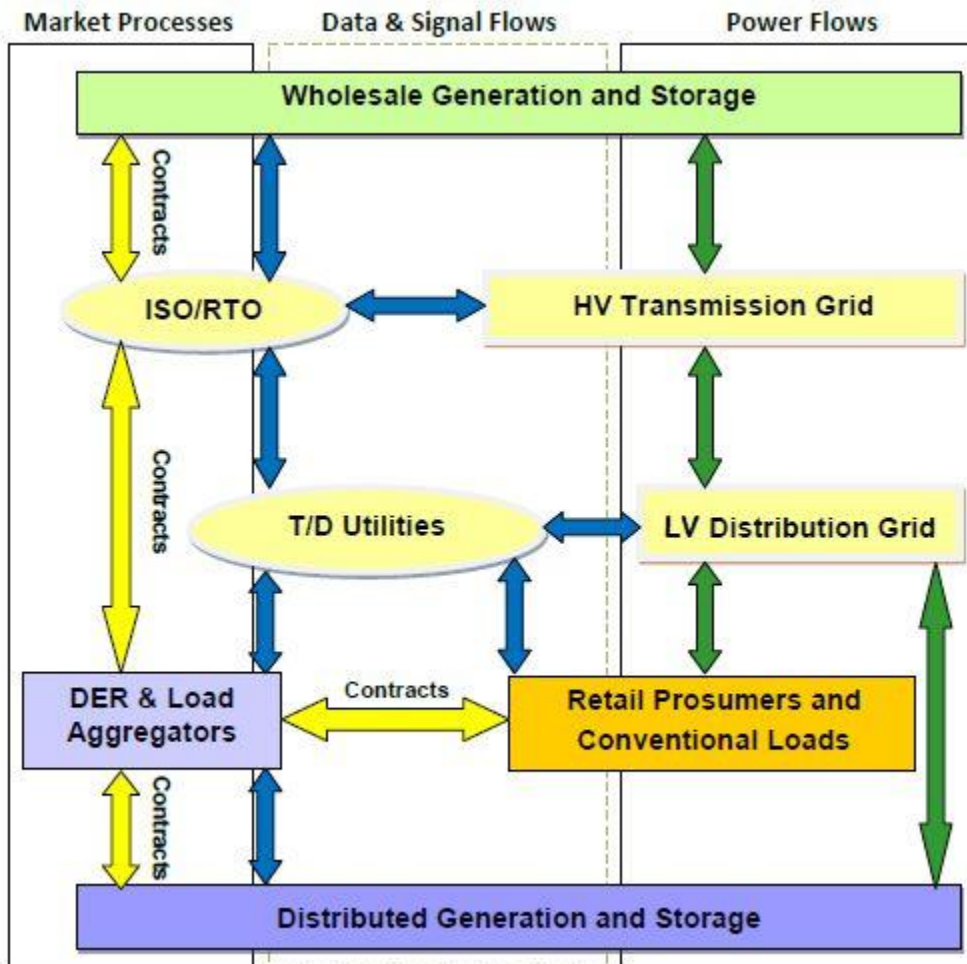 Market Processes
Data & Signal Flows
Power Flows
Wholesale Generation and Storage
Contracts
ISO/RTO
HV Transmission Grid
Contracts
T/D Utilities
LV Distribution Grid
DER & Load
Aggregators
Contracts
Retail Prosumers and
Conventional Loads
Contracts
Distributed Generation and Storage